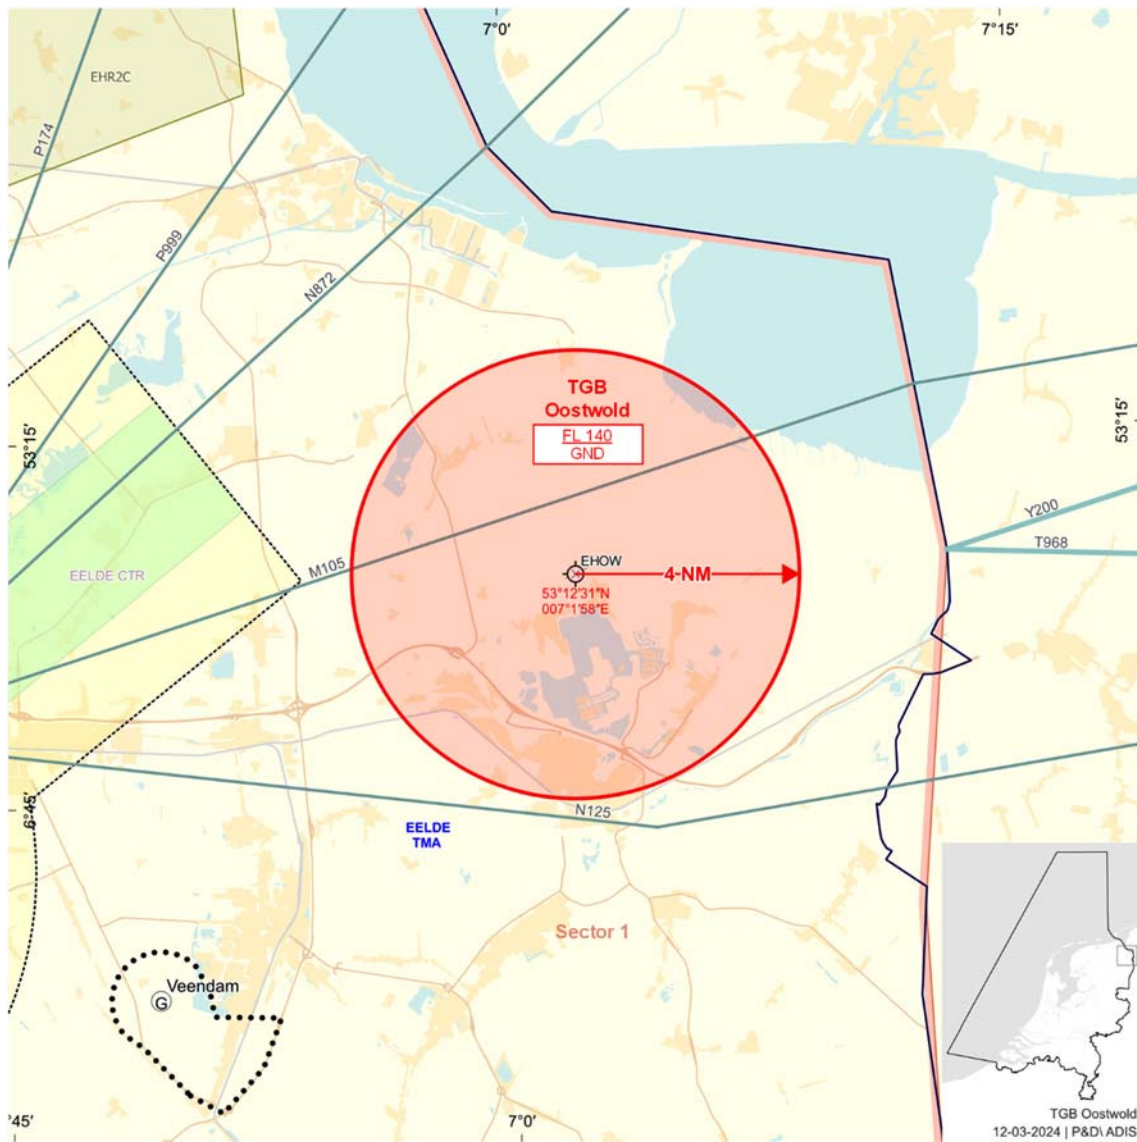 7°0′
7°15′
EHR2C
P174
P999
N872
TGB
Oostwold
FL 140
GND
53°15′
53°15′
Y200
T968
EHOW
M105
4 NM
EELDE CTR
53°12'31"N
007°1'58"E
6°45′
N125
EELDE
TMA
Sector 1
Veendam
G
°45′
7°0′
TGB Oostwold
12-03-2024 | P&D\ ADIS